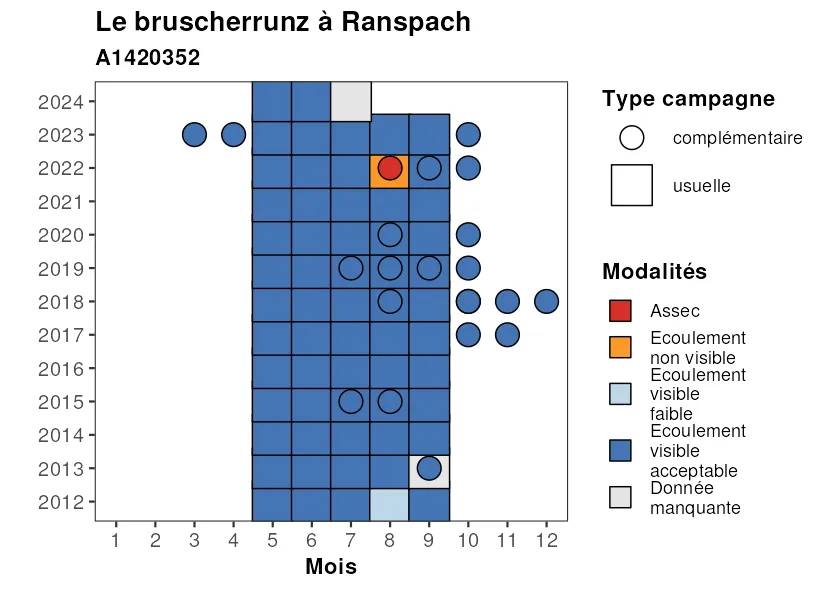 Le bruscherrunz à Ranspach
A1420352
2024
2023
2022
2021
2020
2019
2018
2017
2016
2015
2014
2013
2012
1 2 3 4 5 6 7 8 9 10 11 12
Mois
Type campagne
complémentaire
usuelle
Modalités
Assec
Ecoulement
non visible
Ecoulement
visible
faible
Ecoulement
visible
acceptable
Donnée
manquante